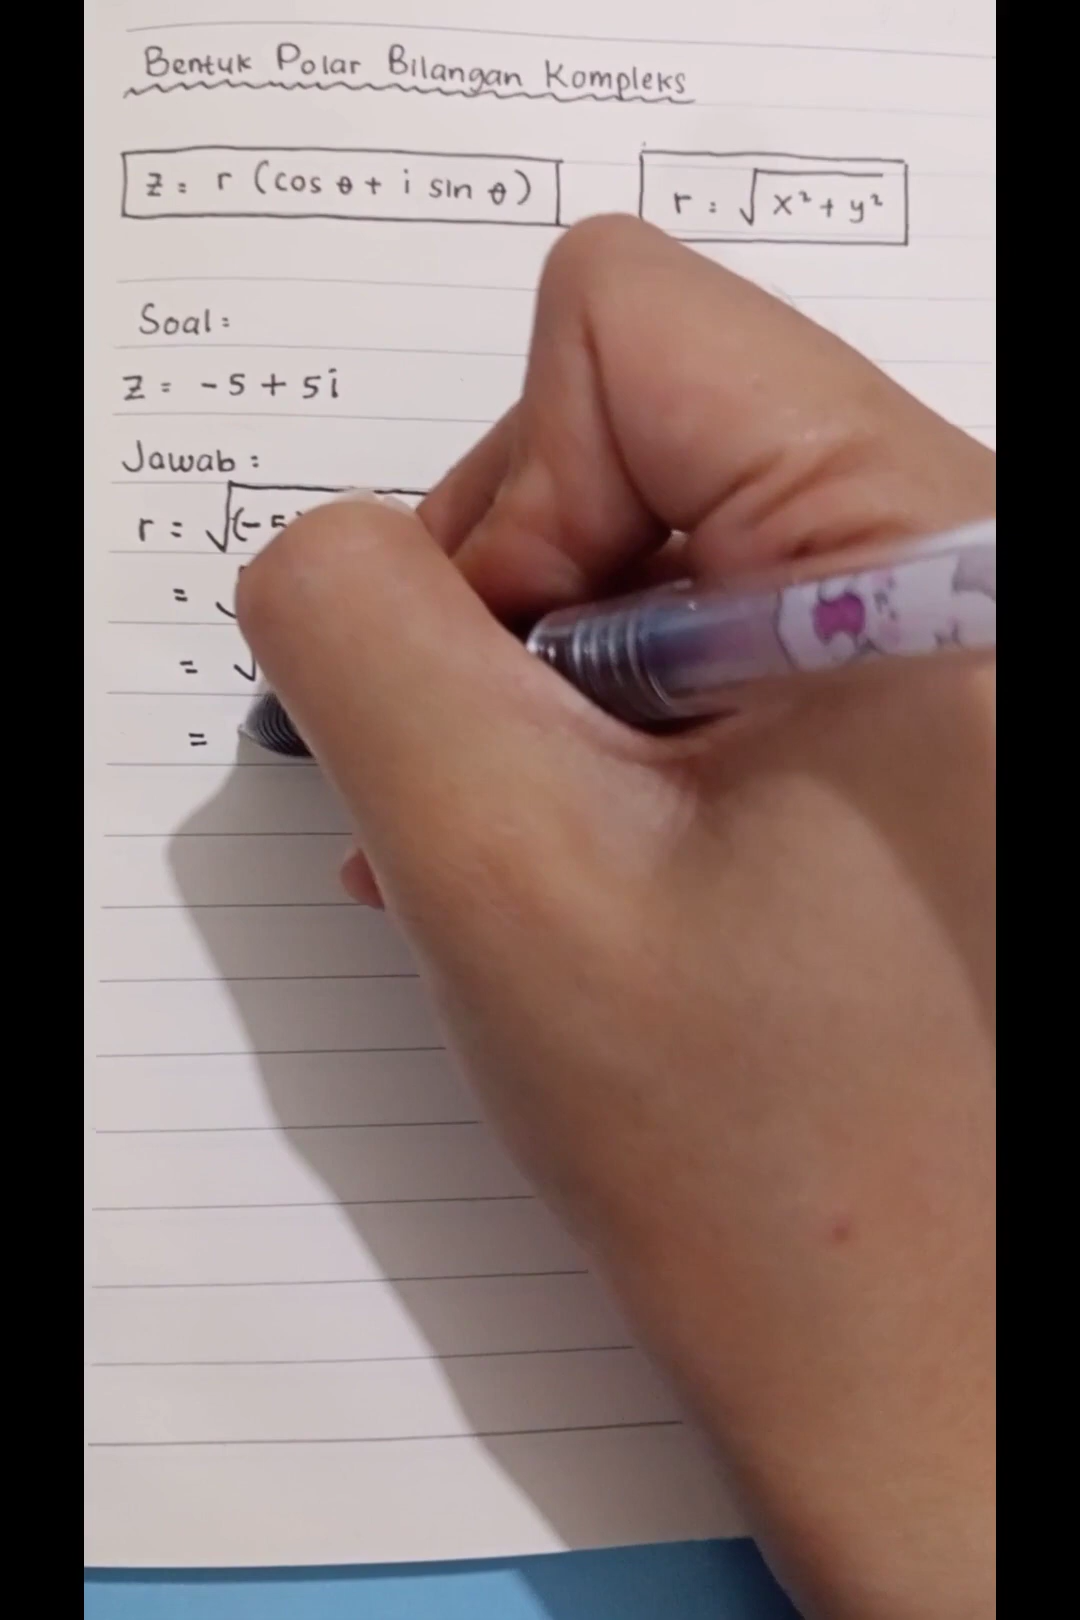 Bentuk Polar Bilangan Kompleks
z = r (cos θ + i sin θ)
r = √x² + y²
Soal:
z = -5 + 5i
Jawab:
r = √(-5)
= √
= √
=